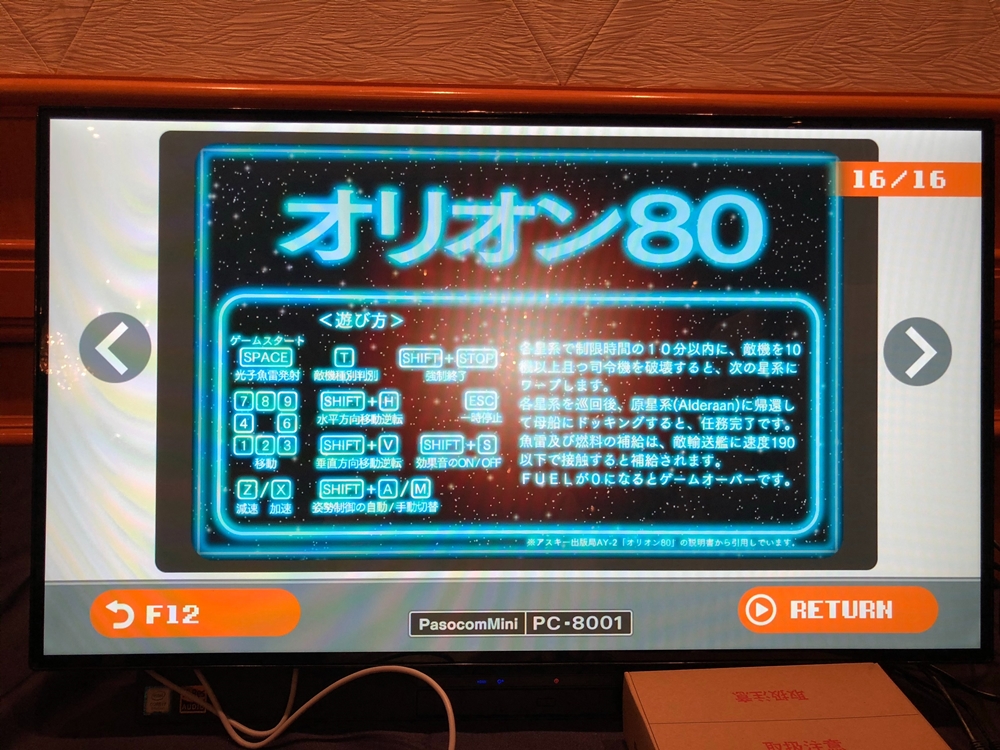 16/16
オリオン80
<遊び方>
ゲームスタート
SPACE
光子魚雷発射
T
敵機種別判別
SHIFT+STOP
強制終了
7 8 9
4 6
1 2 3
移動
SHIFT+H
水平方向移動逆転
ESC
一時停止
SHIFT+V
垂直方向移動逆転
SHIFT+S
効果音のON/OFF
Z/X
減速 加速
SHIFT+A/M
姿勢制御の自動/手動切替
各星系で制限時間の10分以内に、敵機を10
機以上且つ司令機を破壊すると、次の星系に
ワープします。
各星系を巡回後、原星系(Alderaan)に帰還し
て母船にドッキングすると、任務完了です。
魚雷及び燃料の補給は、敵輸送艦に速度190
以下で接触すると補給されます。
FUELが0になるとゲームオーバーです。
※アスキー出版局AY-2「オリオン80」の説明書から引用しています。
F12
PasocomMini PC-8001
RETURN
取扱注意
取扱注意